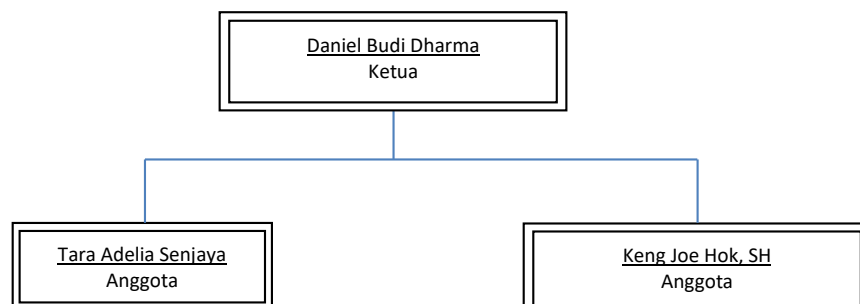 Daniel Budi Dharma
Ketua
Tara Adelia Senjaya
Anggota
Keng Joe Hok, SH
Anggota